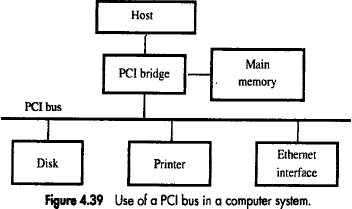 Host
PCI bridge
Main
memory
PCI bus
Disk
Printer
Ethernet
interface
Figure 4.39 Use of a PCI bus in a computer system.